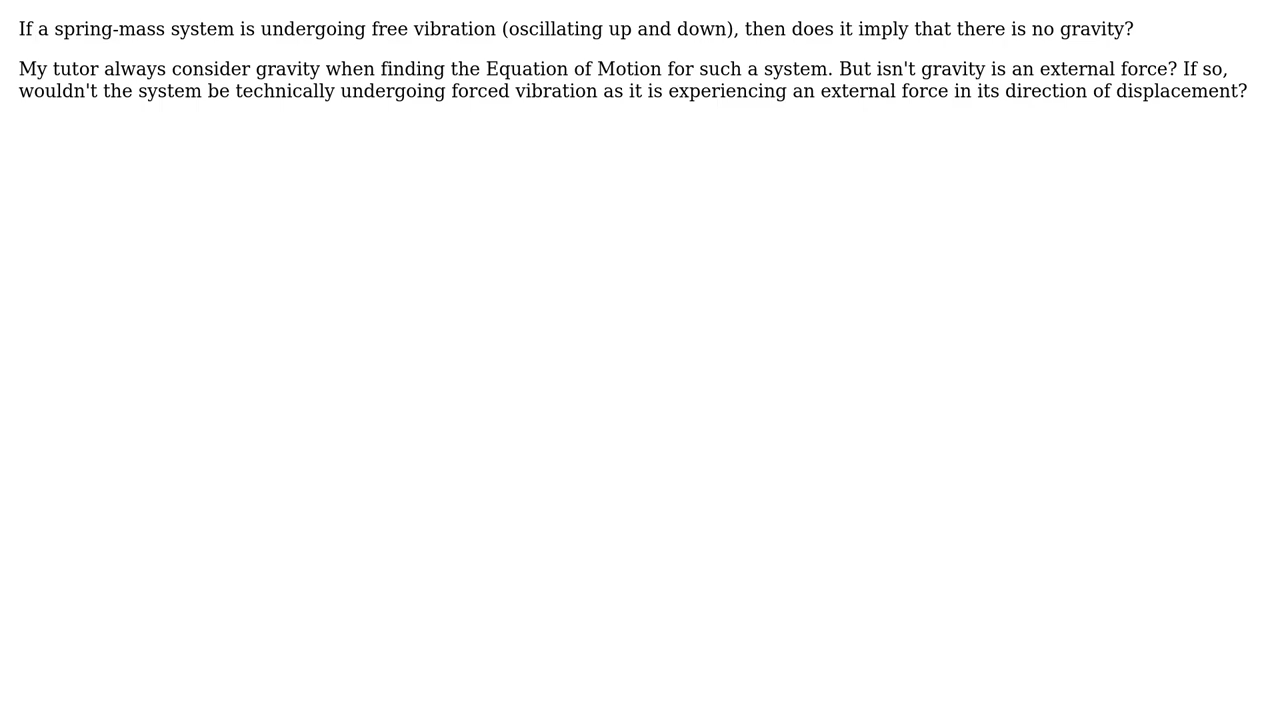 If a spring-mass system is undergoing free vibration (oscillating up and down), then does it imply that there is no gravity?
My tutor always consider gravity when finding the Equation of Motion for such a system. But isn't gravity is an external force? If so,
wouldn't the system be technically undergoing forced vibration as it is experiencing an external force in its direction of displacement?